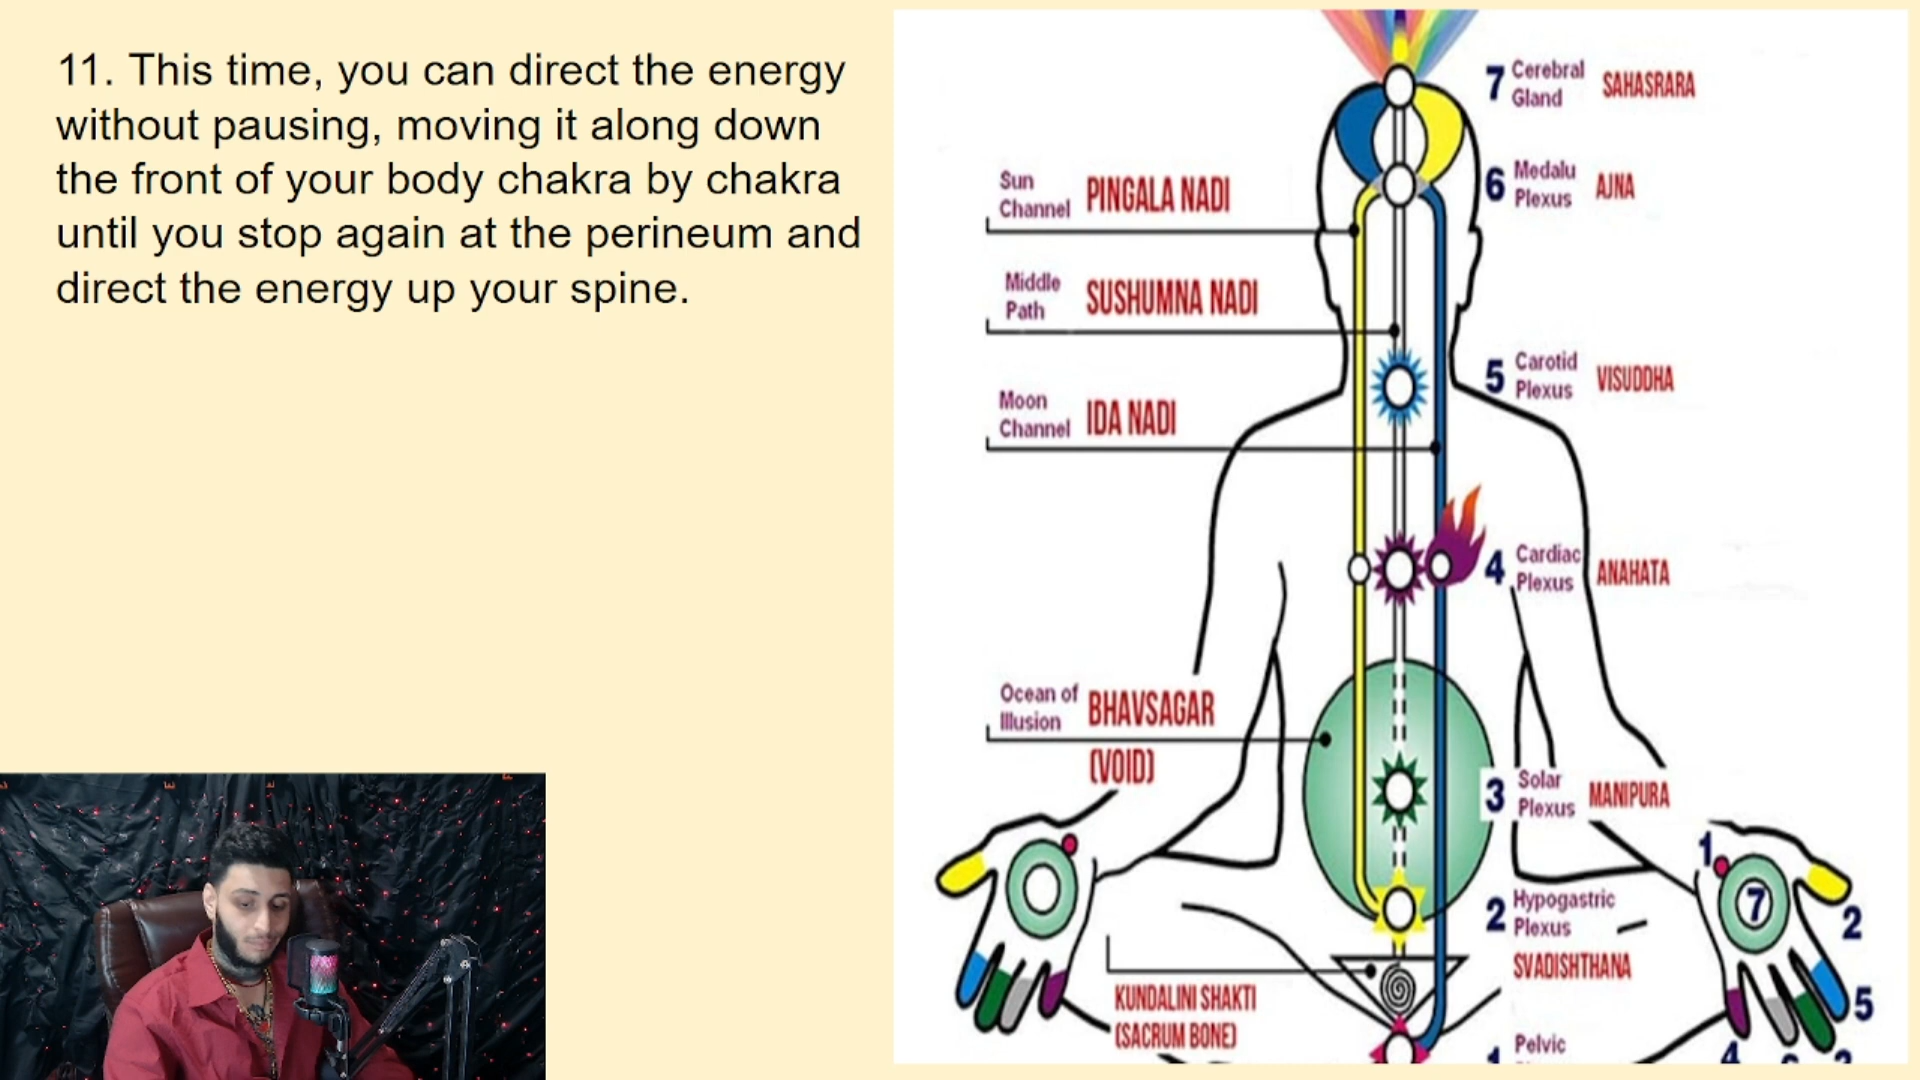 11. This time, you can direct the energy
without pausing, moving it along down
the front of your body chakra by chakra
until you stop again at the perineum and
direct the energy up your spine.
7 Cerebral Gland SAHASRARA
6 Medalu Plexus AJNA
Sun Channel PINGALA NADI
Middle Path SUSHUMNA NADI
5 Carotid Plexus VISUDDHA
Moon Channel IDA NADI
4 Cardiac Plexus ANAHATA
Ocean of Illusion BHAVSAGAR
(VOID)
3 Solar Plexus MANIPURA
1
7
2
2 Hypogastric Plexus
SVADISHTHANA
KUNDALINI SHAKTI
(SACRUM BONE)
5
Pelvic
4